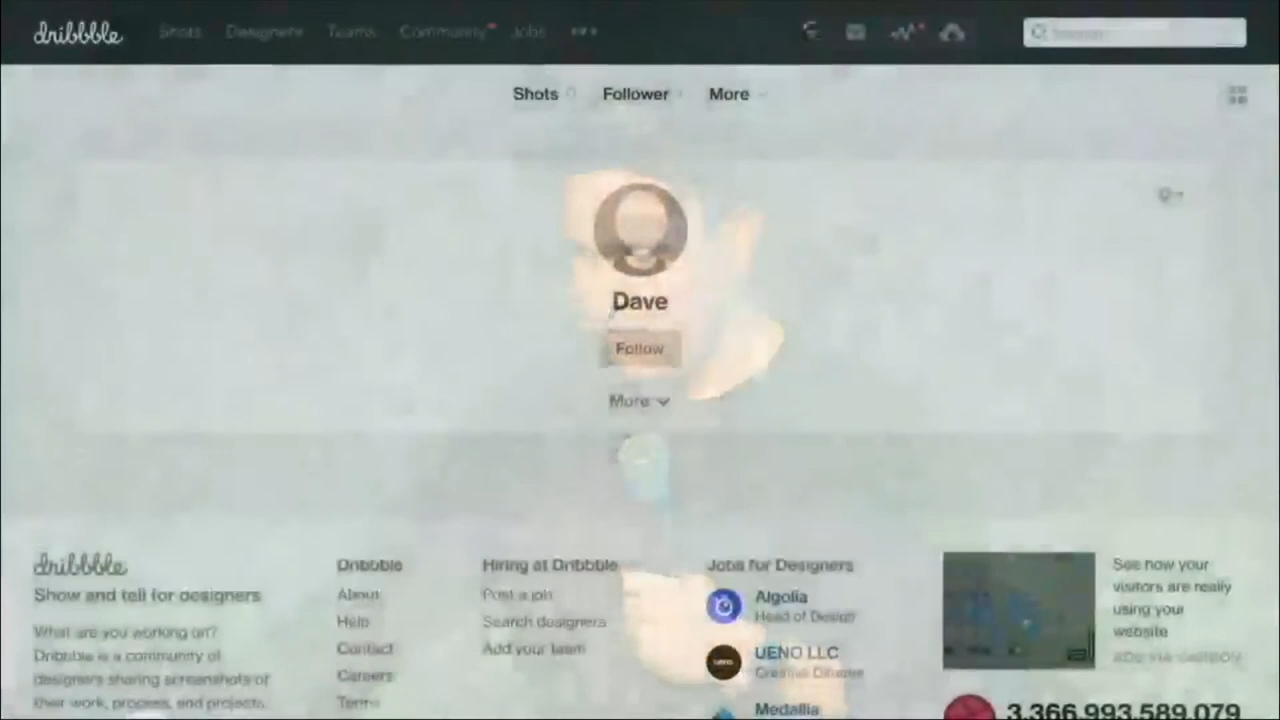 dribbble Shots Designers Teams Community Jobs
Shots Follower More
Dave
Follow
More
dribbble
Show and tell for designers
What are you working on?
Dribbble is a community of
designers sharing screenshots of
their work, process, and projects.
Dribbble
About
Help
Contact
Careers
Terms
Hiring at Dribbble
Post a job
Search designers
Add your team
Jobs for Designers
Algolia
Head of Design
UENO LLC
Creative Director
Medallia
See now your
visitors are really
using your
website
3,366,993,589,079